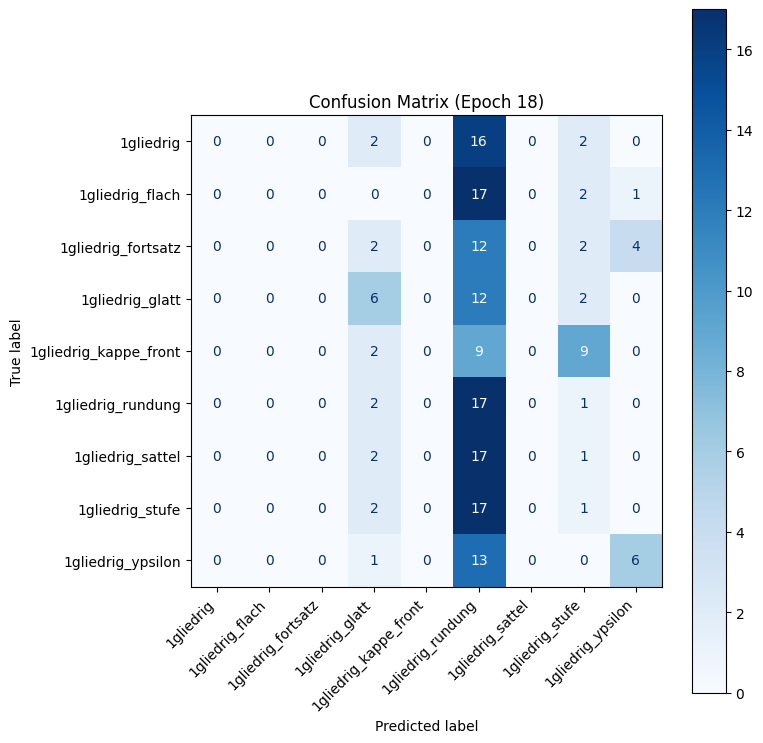 Confusion Matrix (Epoch 18)
True label
1gliedrig 0 0 0 2 0 16 0 2 0
1gliedrig_flach 0 0 0 0 0 17 0 2 1
1gliedrig_fortsatz 0 0 0 2 0 12 0 2 4
1gliedrig_glatt 0 0 0 6 0 12 0 2 0
1gliedrig_kappe_front 0 0 0 2 0 9 0 9 0
1gliedrig_rundung 0 0 0 2 0 17 0 1 0
1gliedrig_sattel 0 0 0 2 0 17 0 1 0
1gliedrig_stufe 0 0 0 2 0 17 0 1 0
1gliedrig_ypsilon 0 0 0 1 0 13 0 0 6
1gliedrig
1gliedrig_flach
1gliedrig_fortsatz
1gliedrig_glatt
1gliedrig_kappe_front
1gliedrig_rundung
1gliedrig_sattel
1gliedrig_stufe
1gliedrig_ypsilon
Predicted label
16
14
12
10
8
6
4
2
0